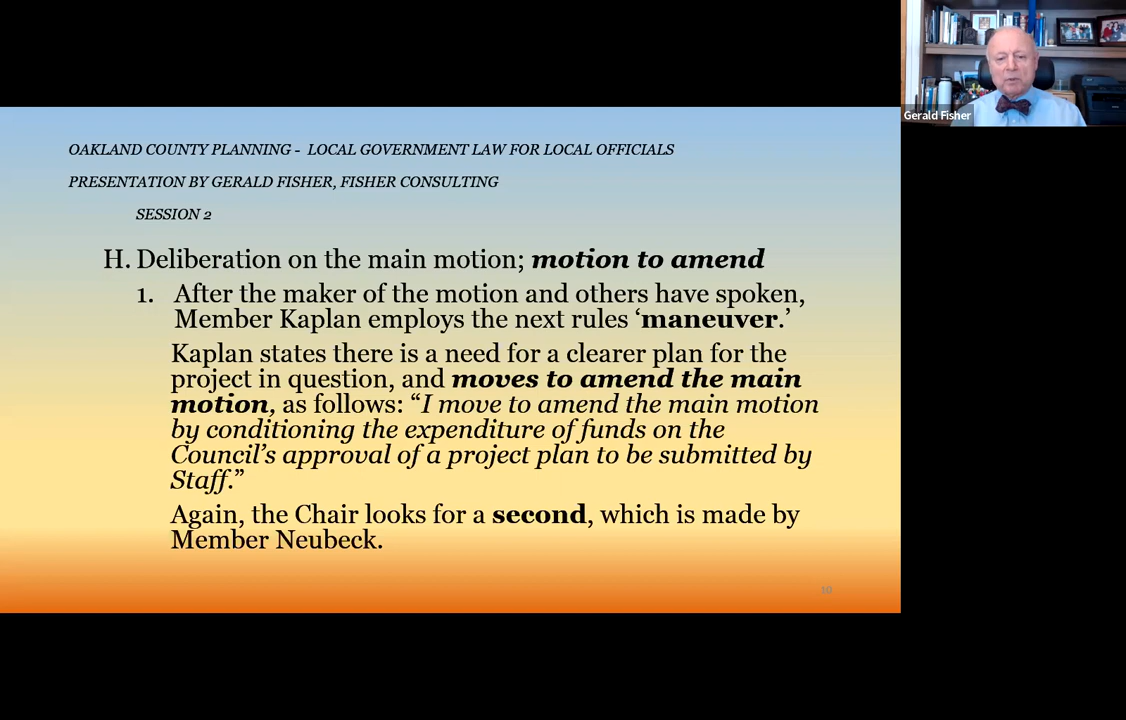 Gerald Fisher
OAKLAND COUNTY PLANNING - LOCAL GOVERNMENT LAW FOR LOCAL OFFICIALS
PRESENTATION BY GERALD FISHER, FISHER CONSULTING
SESSION 2
H. Deliberation on the main motion; motion to amend
1. After the maker of the motion and others have spoken,
Member Kaplan employs the next rules ‘maneuver.’
Kaplan states there is a need for a clearer plan for the
project in question, and moves to amend the main
motion, as follows: “I move to amend the main motion
by conditioning the expenditure of funds on the
Council’s approval of a project plan to be submitted by
Staff.”
Again, the Chair looks for a second, which is made by
Member Neubeck.
10